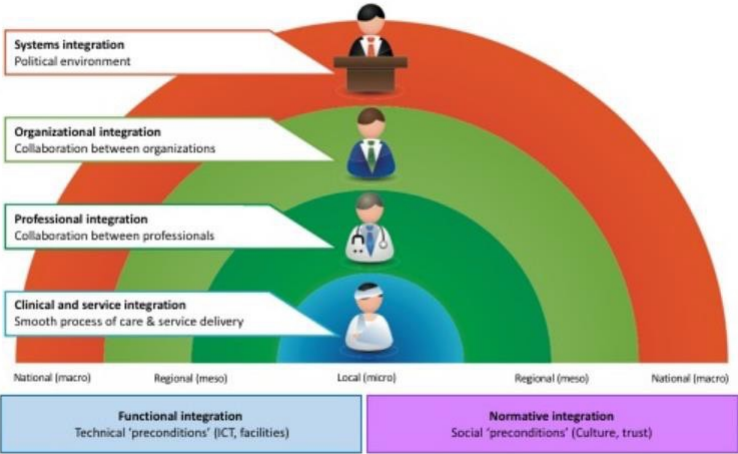 Systems integration
Political environment
Organizational integration
Collaboration between organizations
Professional integration
Collaboration between professionals
Clinical and service integration
Smooth process of care & service delivery
National (macro) Regional (meso) Local (micro) Regional (meso) National (macro)
Functional integration
Technical 'preconditions' (ICT, facilities)
Normative integration
Social 'preconditions' (Culture, trust)